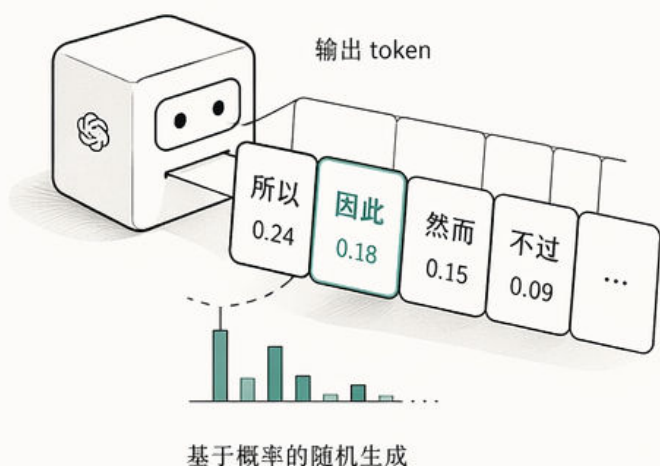 输出 token
所以
0.24
因此
0.18
然而
0.15
不过
0.09
...
...
基于概率的随机生成